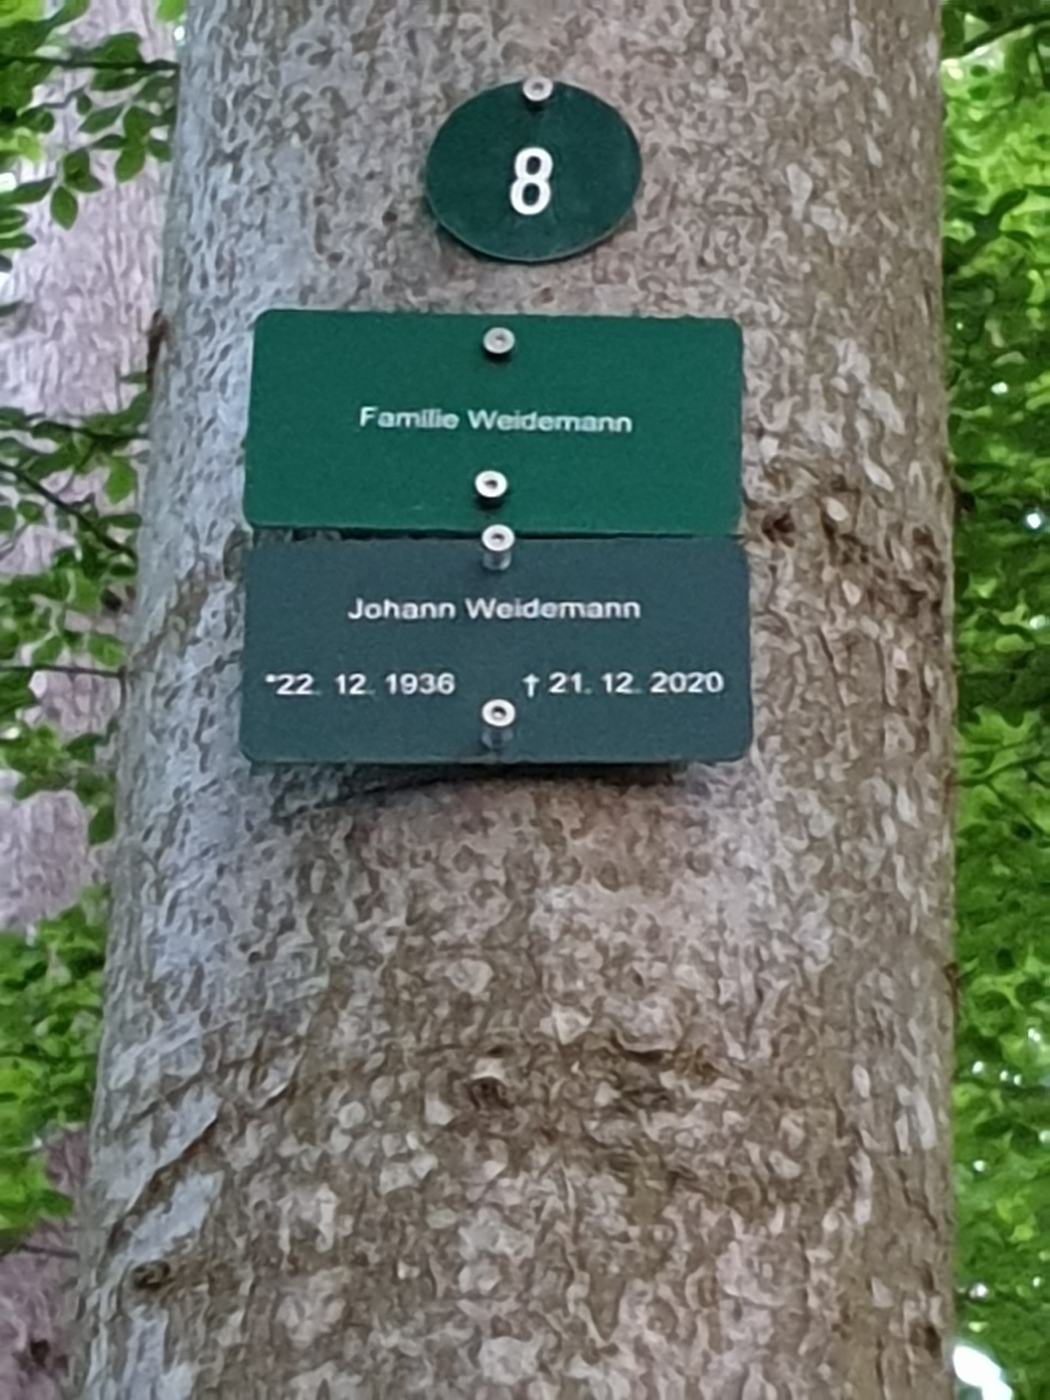 8
Familie Weidemann
Johann Weidemann
*22. 12. 1936 † 21. 12. 2020